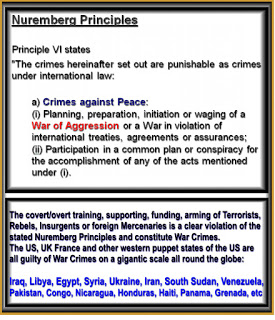 Nuremberg Principles
Principle VI states
"The crimes hereinafter set out are punishable as crimes
under international law:
a) Crimes against Peace:
(i) Planning, preparation, initiation or waging of a
War of Aggression or a War in violation of
international treaties, agreements or assurances;
(ii) Participation in a common plan or conspiracy for
the accomplishment of any of the acts mentioned
under (i).
The covert/overt training, supporting, funding, arming of Terrorists,
Rebels, Insurgents or foreign Mercenaries is a clear violation of the
stated Nuremberg Principles and constitute War Crimes.
The US, UK France and other western puppet states of the US are
all guilty of War Crimes on a gigantic scale all round the globe:
Iraq, Libya, Egypt, Syria, Ukraine, Iran, South Sudan, Venezuela,
Pakistan, Congo, Nicaragua, Honduras, Haiti, Panama, Grenada, etc